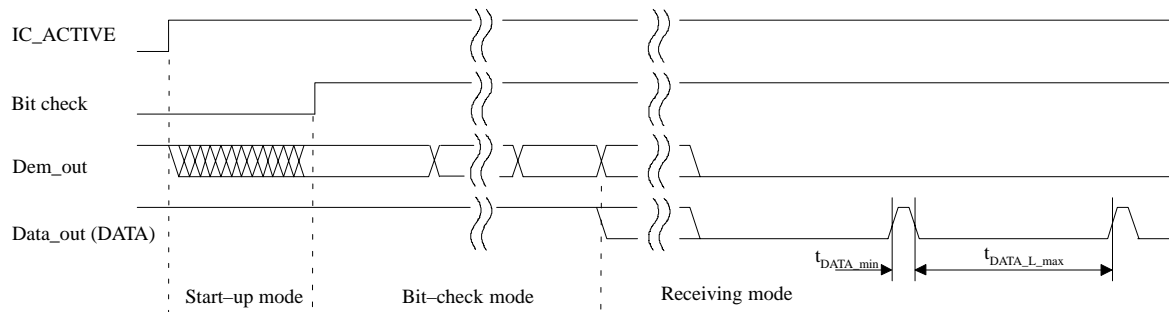 IC_ACTIVE
Bit check
Dem_out
Data_out (DATA)
tDATA_min
tDATA_L_max
Start–up mode
Bit–check mode
Receiving mode